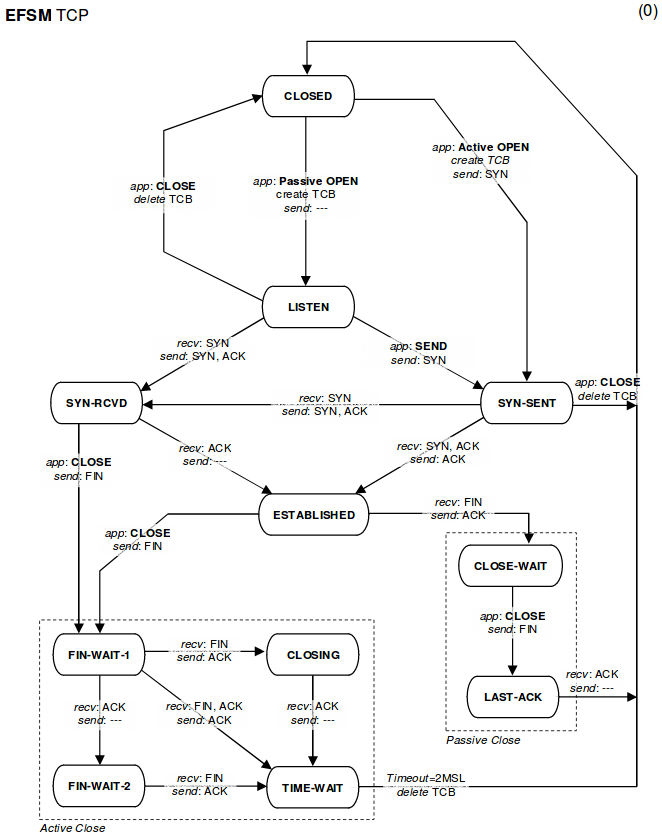 EFSM TCP
(0)
CLOSED
app: Active OPEN
create TCB
send: SYN
app: CLOSE
delete TCB
app: Passive OPEN
create TCB
send: ---
LISTEN
recv: SYN
send: SYN, ACK
app: SEND
send: SYN
SYN-RCVD
recv: SYN
send: SYN, ACK
SYN-SENT
app: CLOSE
delete TCB
app: CLOSE
send: FIN
recv: ACK
send: ---
recv: SYN, ACK
send: ACK
ESTABLISHED
app: CLOSE
send: FIN
recv: FIN
send: ACK
CLOSE-WAIT
app: CLOSE
send: FIN
LAST-ACK
recv: ACK
send: ---
Passive Close
FIN-WAIT-1
recv: FIN
send: ACK
CLOSING
recv: ACK
send: ---
recv: FIN, ACK
send: ACK
recv: ACK
send: ---
FIN-WAIT-2
recv: FIN
send: ACK
TIME-WAIT
Timeout=2MSL
delete TCB
Active Close